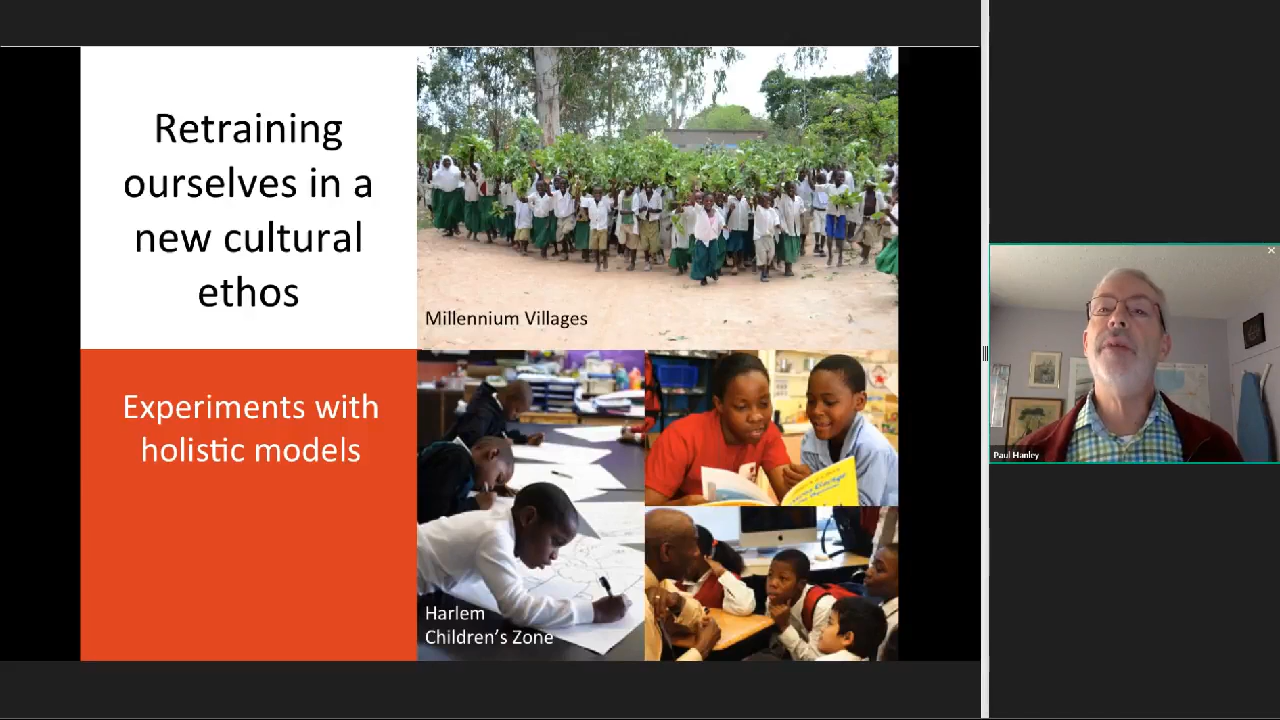 Retraining
ourselves in a
new cultural
ethos
Millennium Villages
Experiments with
holistic models
Harlem
Children's Zone
Paul Hanley